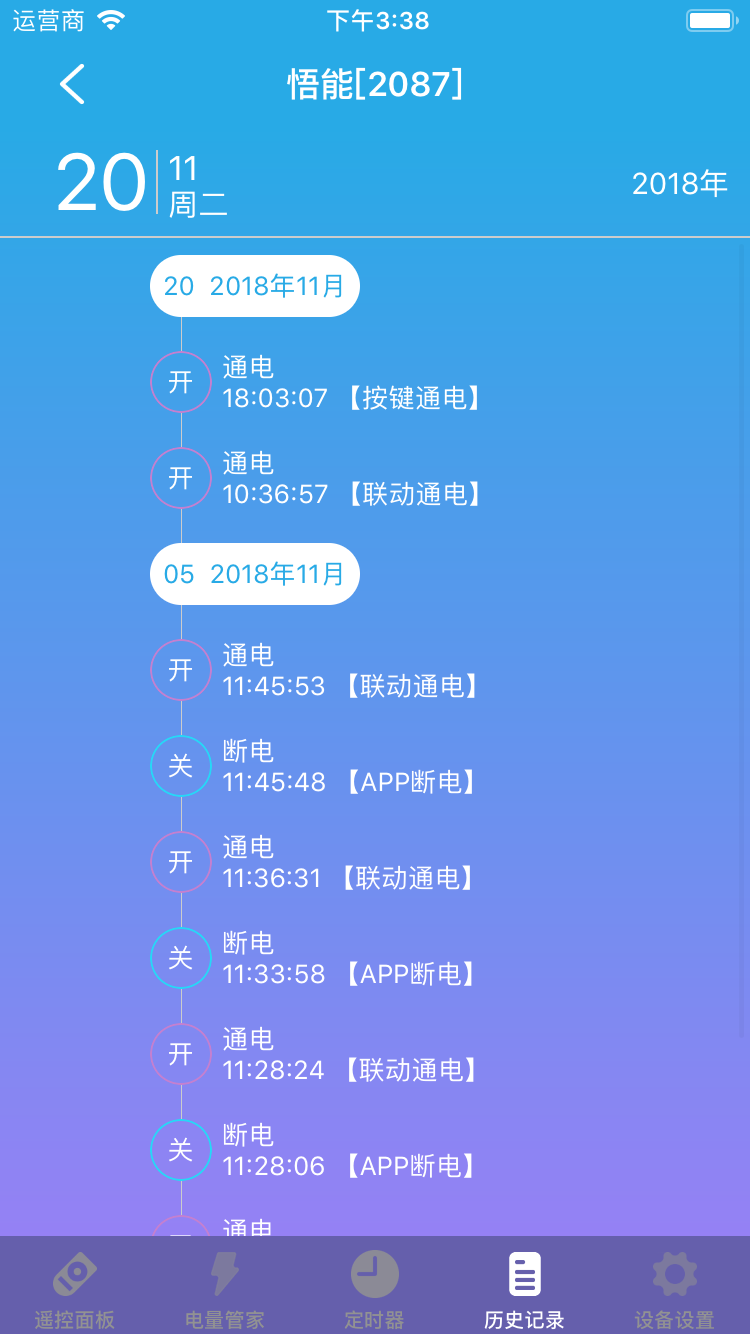 运营商 下午3:38
悟能[2087]
20 11
周二
2018年
20 2018年11月
开 通电
18:03:07 【按键通电】
开 通电
10:36:57 【联动通电】
05 2018年11月
开 通电
11:45:53 【联动通电】
关 断电
11:45:48 【APP断电】
开 通电
11:36:31 【联动通电】
关 断电
11:33:58 【APP断电】
开 通电
11:28:24 【联动通电】
关 断电
11:28:06 【APP断电】
通电
遥控面板 电量管家 定时器 历史记录 设备设置